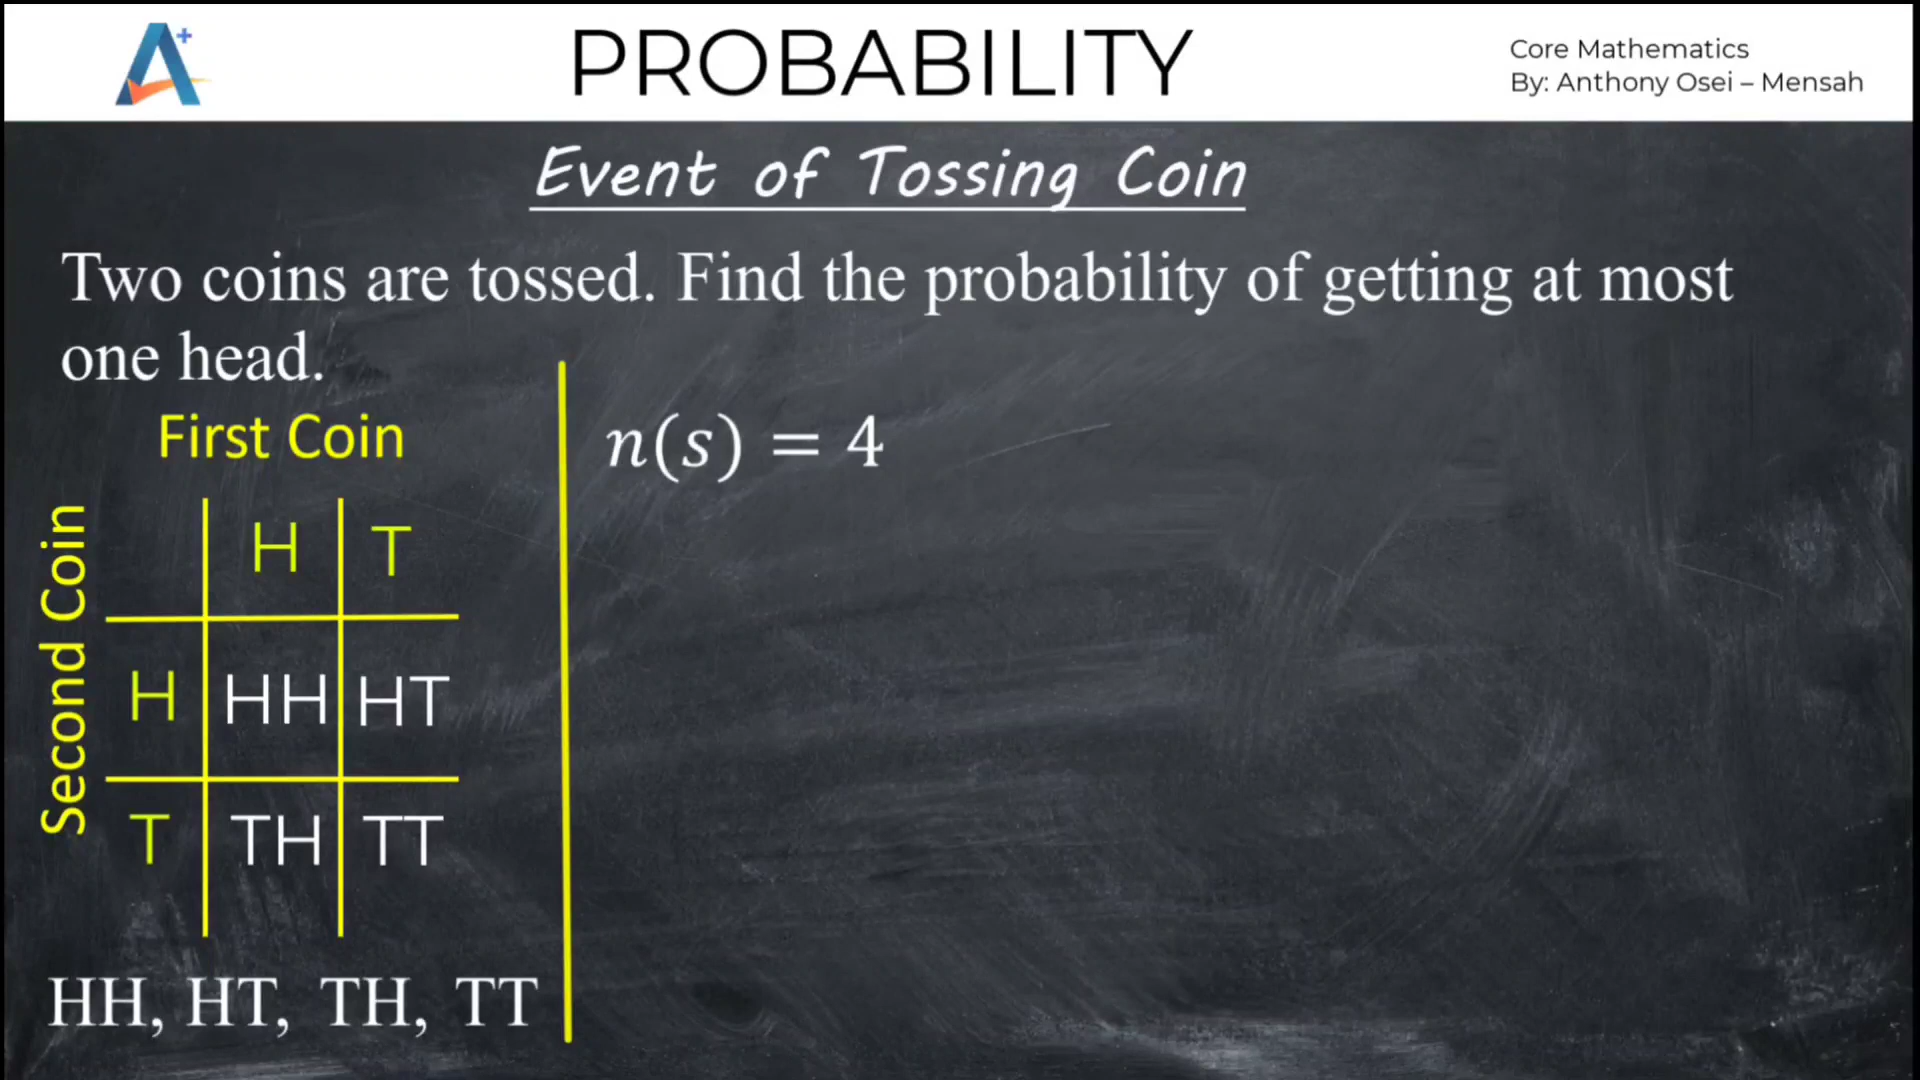 A+
PROBABILITY
Core Mathematics
By: Anthony Osei – Mensah
Event of Tossing Coin
Two coins are tossed. Find the probability of getting at most
one head.
First Coin
Second Coin
H T
H HH HT
T TH TT
HH, HT, TH, TT
n(s) = 4